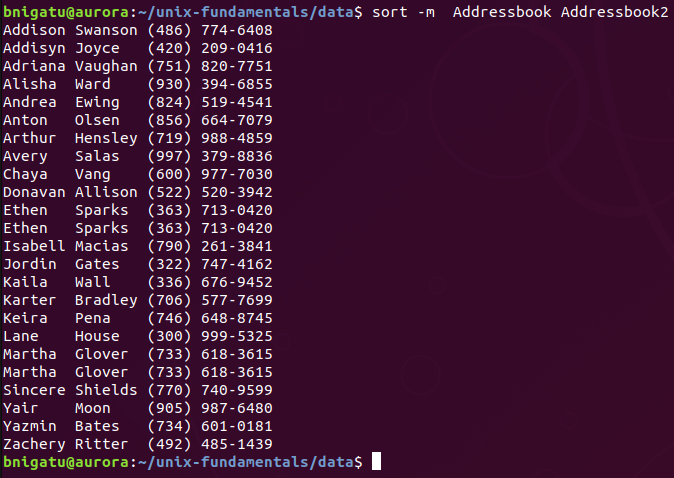 bnigatu@aurora:~/unix-fundamentals/data$ sort -m  Addressbook Addressbook2
Addison Swanson (486) 774-6408
Addisyn Joyce   (420) 209-0416
Adriana Vaughan (751) 820-7751
Alisha  Ward    (930) 394-6855
Andrea  Ewing   (824) 519-4541
Anton   Olsen   (856) 664-7079
Arthur  Hensley (719) 988-4859
Avery   Salas   (997) 379-8836
Chaya   Vang    (600) 977-7030
Donavan Allison (522) 520-3942
Ethen   Sparks  (363) 713-0420
Ethen   Sparks  (363) 713-0420
Isabell Macias  (790) 261-3841
Jordin  Gates   (322) 747-4162
Kaila   Wall    (336) 676-9452
Karter  Bradley (706) 577-7699
Keira   Pena    (746) 648-8745
Lane    House   (300) 999-5325
Martha  Glover  (733) 618-3615
Martha  Glover  (733) 618-3615
Sincere Shields (770) 740-9599
Yair    Moon    (905) 987-6480
Yazmin  Bates   (734) 601-0181
Zachery Ritter  (492) 485-1439
bnigatu@aurora:~/unix-fundamentals/data$